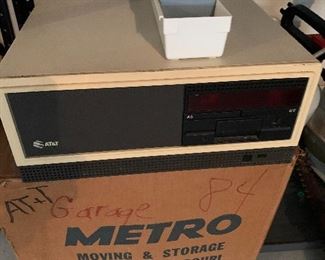 AT&T
AT+T Garage 84
METRO
MOVING & STORAGE